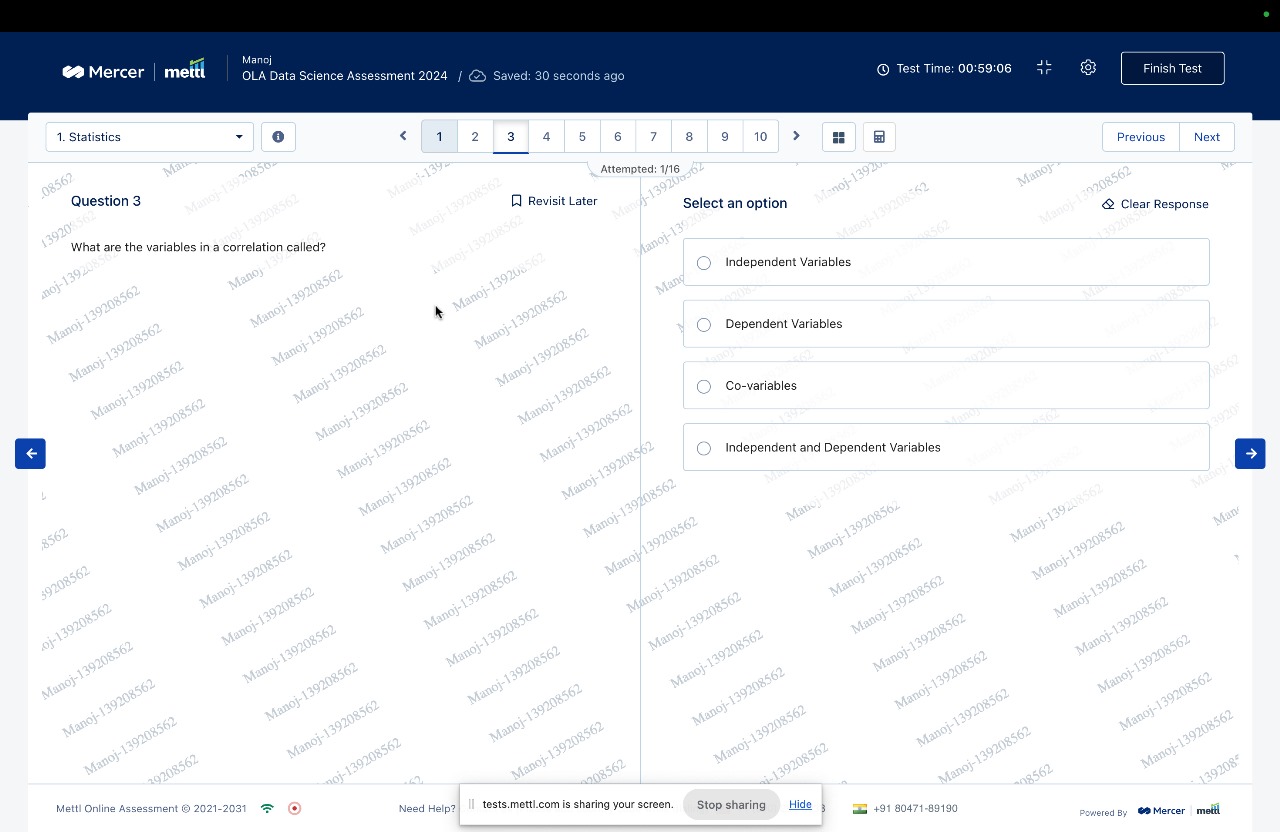 Mercer mettl
Manoj
OLA Data Science Assessment 2024 / Saved: 30 seconds ago
Test Time: 00:59:06
Finish Test
1. Statistics
1 2 3 4 5 6 7 8 9 10
Previous Next
Attempted: 1/16
Question 3
Revisit Later
What are the variables in a correlation called?
Select an option
Clear Response
Independent Variables
Dependent Variables
Co-variables
Independent and Dependent Variables
Manoj-139208562
Mettl Online Assessment © 2021-2031
Need Help?
tests.mettl.com is sharing your screen.
Stop sharing
Hide
+91 80471-89190
Powered By Mercer mettl